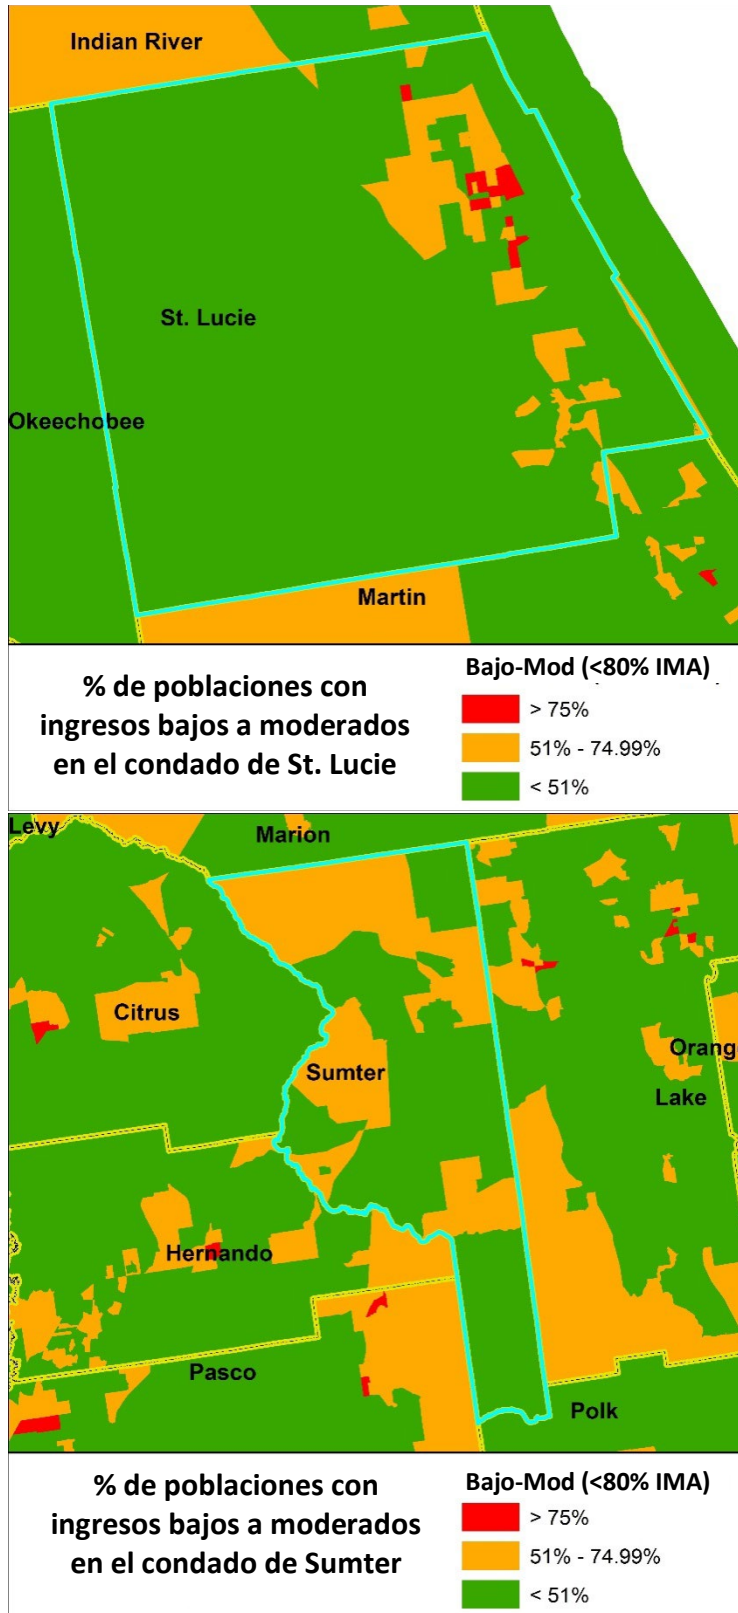 Indian River
St. Lucie
Okeechobee
Martin
% de poblaciones con
ingresos bajos a moderados
en el condado de St. Lucie
Bajo-Mod (<80% IMA)
> 75%
51% - 74.99%
< 51%
Levy
Marion
Citrus
Sumter
Orang
Lake
Hernando
Pasco
Polk
% de poblaciones con
ingresos bajos a moderados
en el condado de Sumter
Bajo-Mod (<80% IMA)
> 75%
51% - 74.99%
< 51%